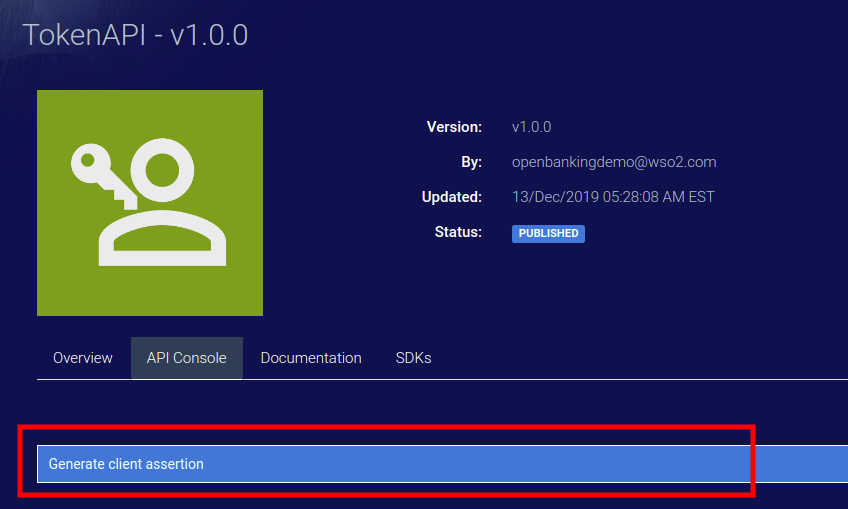 TokenAPI - v1.0.0
Version: v1.0.0
By: openbankingdemo@wso2.com
Updated: 13/Dec/2019 05:28:08 AM EST
Status: PUBLISHED
Overview API Console Documentation SDKs
Generate client assertion